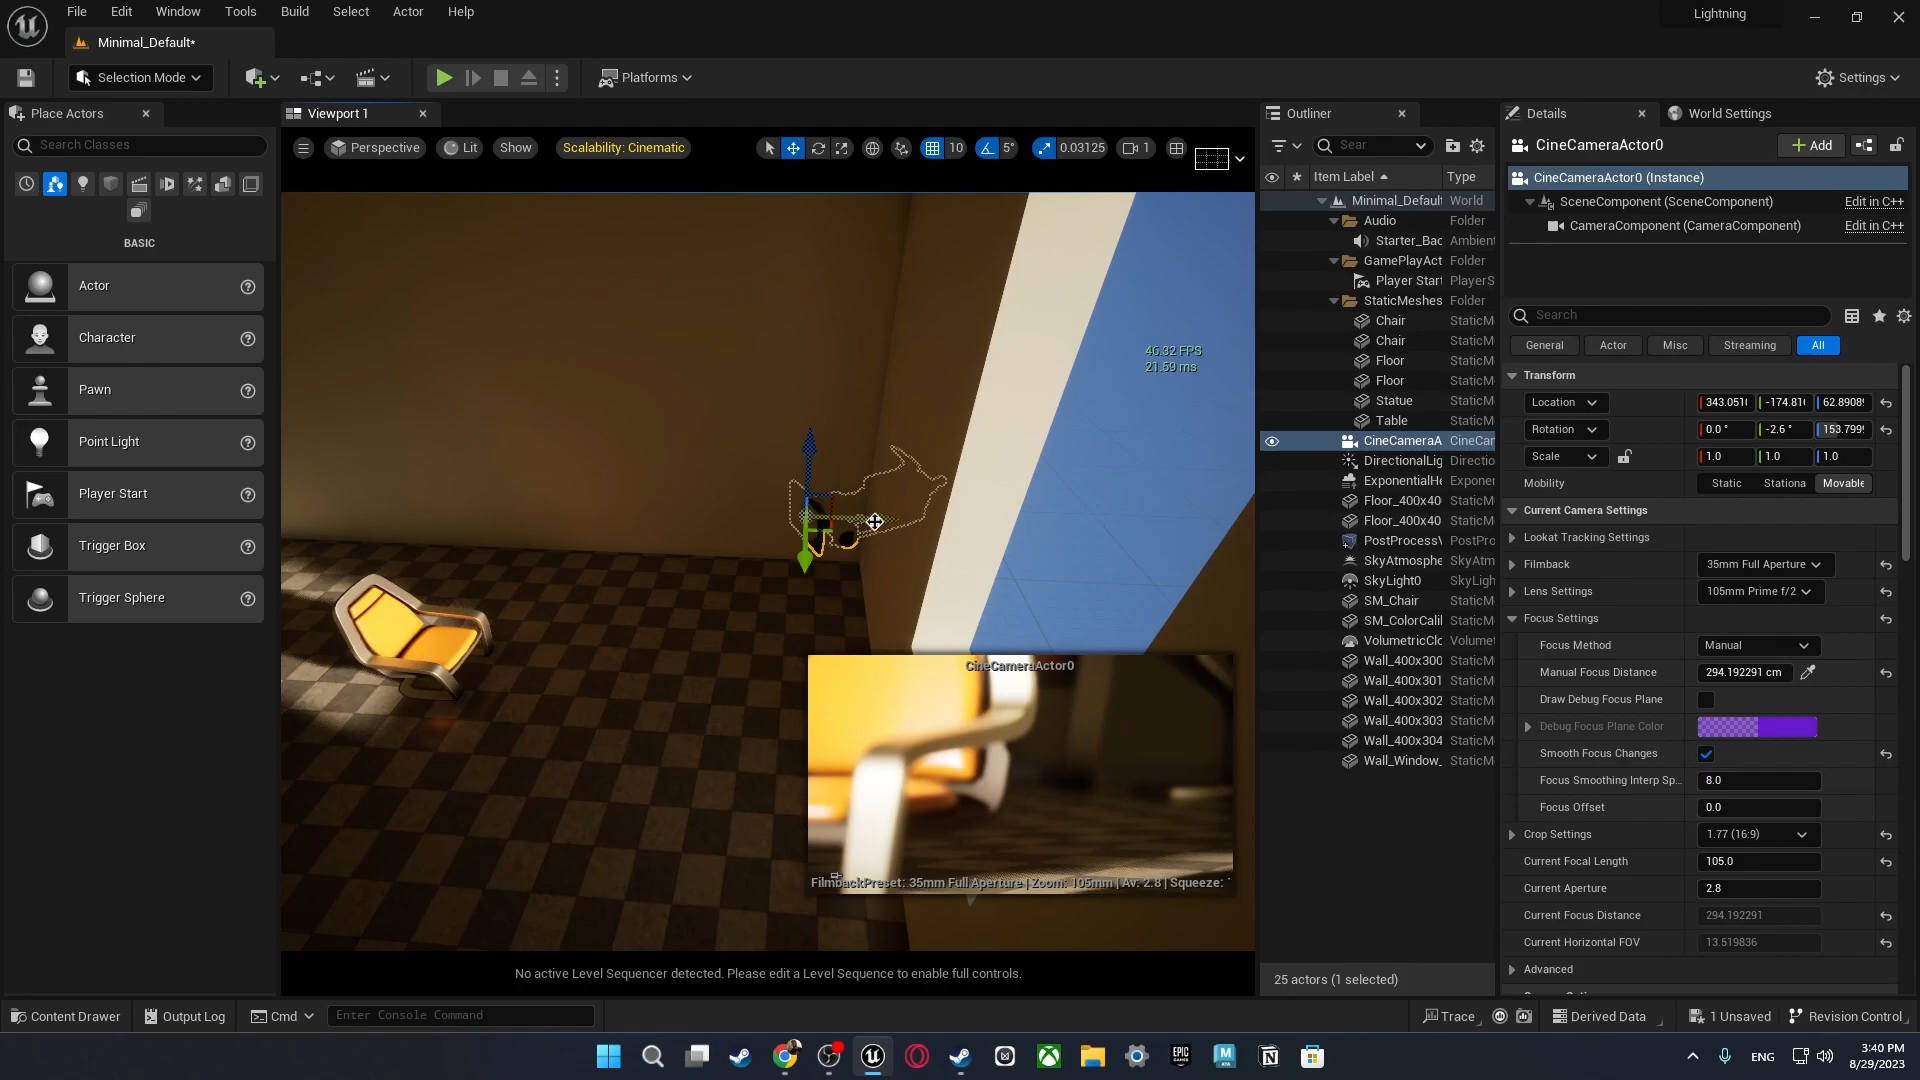 File Edit Window Tools Build Select Actor Help
Lightning
Minimal_Default*
Selection Mode
Platforms
Settings
Place Actors
Search Classes
BASIC
Actor
Character
Pawn
Point Light
Player Start
Trigger Box
Trigger Sphere
Viewport 1
Perspective
Lit
Show
Scalability: Cinematic
10
5°
0.03125
1
46.32 FPS
21.59 ms
CineCameraActor0
FilmbackPreset: 35mm Full Aperture | Zoom: 105mm | Av: 2.8 | Squeeze:
No active Level Sequencer detected. Please edit a Level Sequence to enable full controls.
Outliner
Sear
Item Label Type
Minimal_Default World
Audio Folder
Starter_Bac Ambient
GamePlayAct Folder
Player Start PlayerS
StaticMeshes Folder
Chair StaticM
Chair StaticM
Floor StaticM
Floor StaticM
Statue StaticM
Table StaticM
CineCameraA CineCar
DirectionalLig Directio
ExponentialHe Exponen
Floor_400x40 StaticM
Floor_400x40 StaticM
PostProcessV PostPro
SkyAtmosphe SkyAtm
SkyLight0 SkyLigh
SM_Chair StaticM
SM_ColorCali StaticM
VolumetricClo Volumet
Wall_400x300 StaticM
Wall_400x301 StaticM
Wall_400x302 StaticM
Wall_400x303 StaticM
Wall_400x304 StaticM
Wall_Window_ StaticM
25 actors (1 selected)
Details
World Settings
CineCameraActor0
Add
CineCameraActor0 (Instance)
SceneComponent (SceneComponent) Edit in C++
CameraComponent (CameraComponent) Edit in C++
Search
General Actor Misc Streaming All
Transform
Location 343.051 -174.81 62.8908
Rotation 0.0 ° -2.6 ° 153.799
Scale 1.0 1.0 1.0
Mobility Static Stationa Movable
Current Camera Settings
Lookat Tracking Settings
Filmback 35mm Full Aperture
Lens Settings 105mm Prime f/2
Focus Settings
Focus Method Manual
Manual Focus Distance 294.192291 cm
Draw Debug Focus Plane
Debug Focus Plane Color
Smooth Focus Changes
Focus Smoothing Interp Sp... 8.0
Focus Offset 0.0
Crop Settings 1.77 (16:9)
Current Focal Length 105.0
Current Aperture 2.8
Current Focus Distance 294.192291
Current Horizontal FOV 13.519836
Advanced
Content Drawer
Output Log
Cmd
Enter Console Command
Trace
Derived Data
1 Unsaved
Revision Control
ENG
3:40 PM
8/29/2023